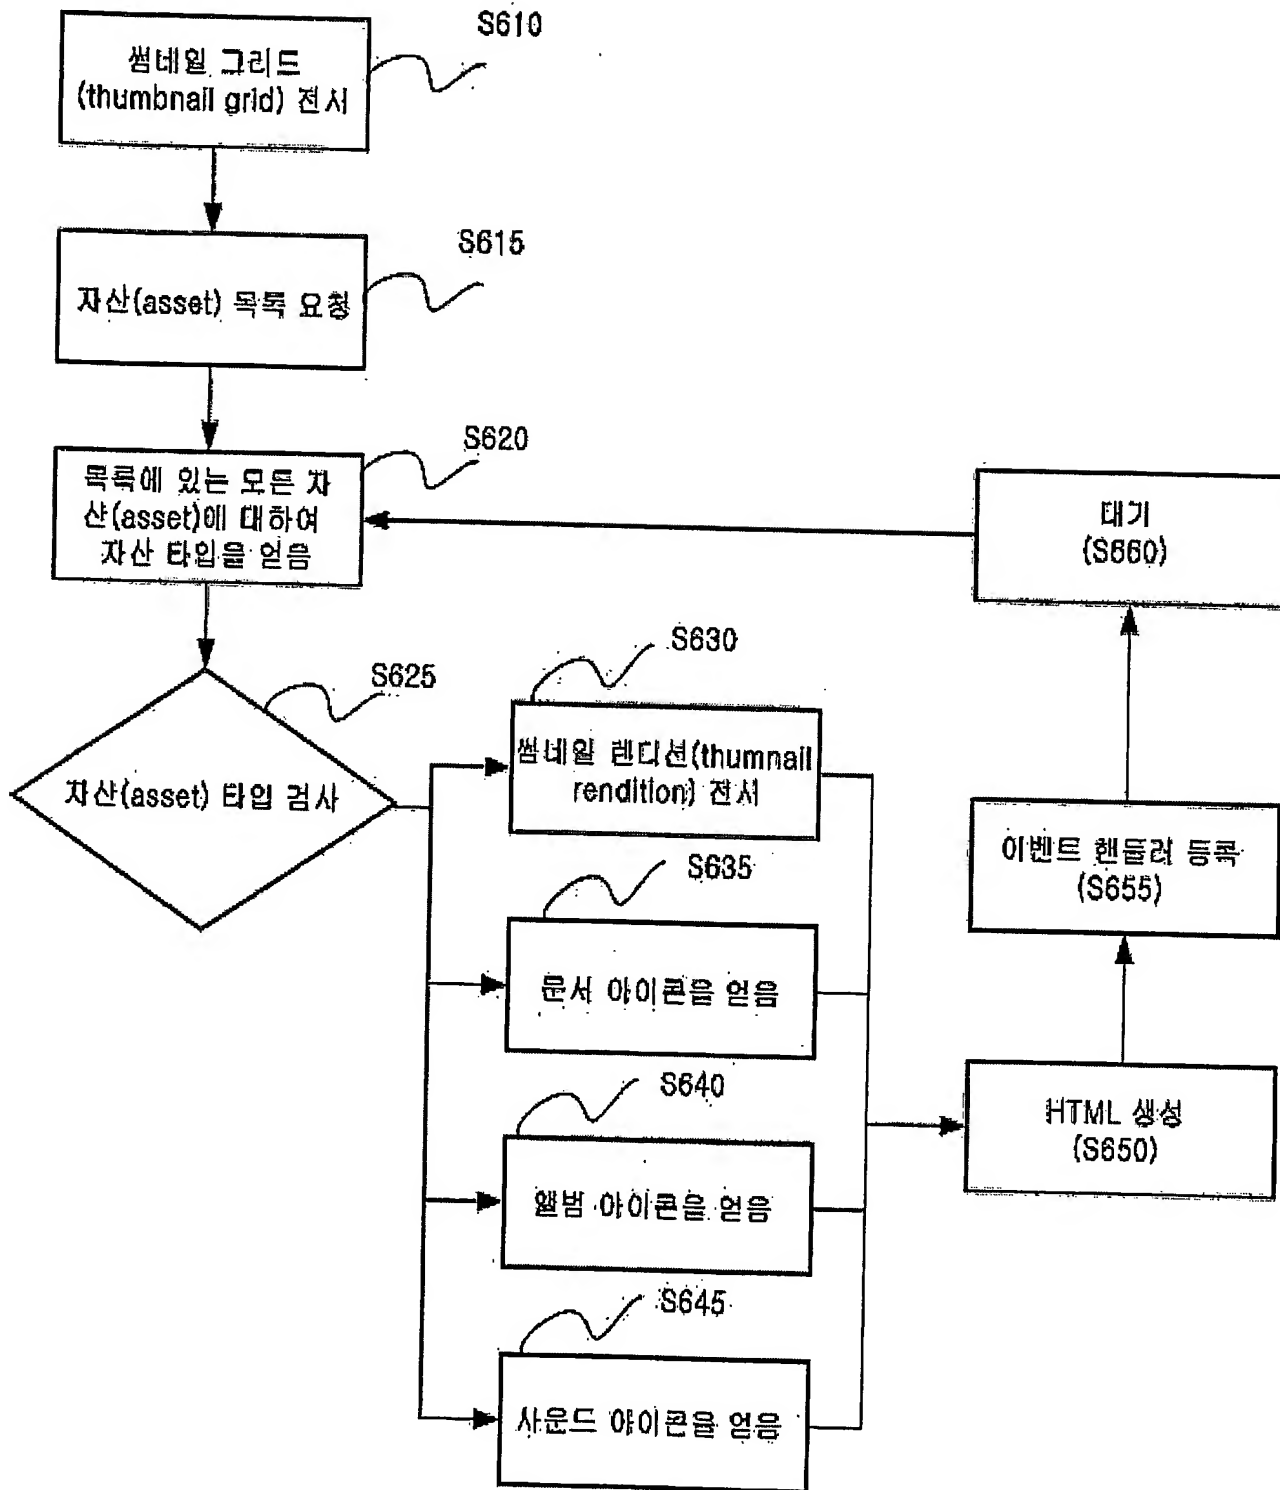 S610
썸네일 그리드
(thumbnail grid) 전시
S615
자산(asset) 목록 요청
S620
목록에 있는 모든 자
산(asset)에 대하여
자산 타입을 얻음
대기
(S660)
S625
자산(asset) 타입 검사
S630
썸네일 렌디션(thumnail
rendition) 전시
이벤트 핸들러 등록
(S655)
S635
문서 아이콘을 얻음
S640
앨범 아이콘을 얻음
HTML 생성
(S650)
S645
사운드 아이콘을 얻음